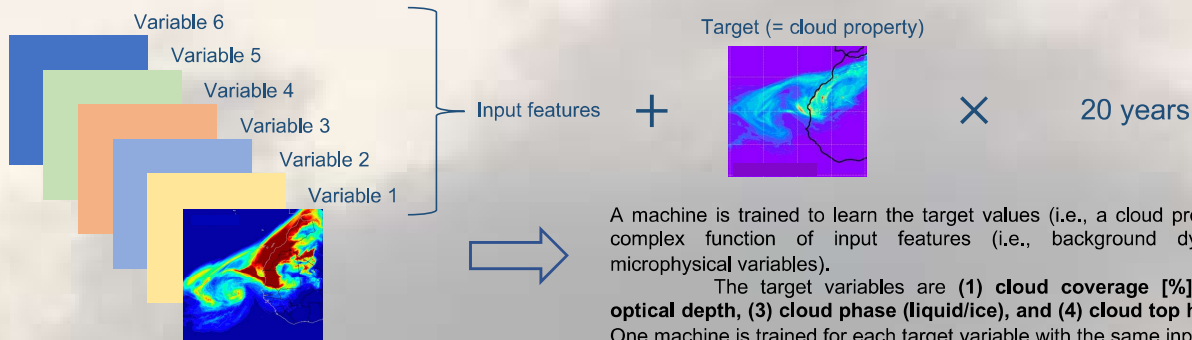 Variable 6
Variable 5
Variable 4
Variable 3
Variable 2
Variable 1
Input features
+
Target (= cloud property)
×
20 years
A machine is trained to learn the target values (i.e., a cloud
complex function of input features (i.e., background
microphysical variables).
The target variables are (1) cloud coverage [%]
optical depth, (3) cloud phase (liquid/ice), and (4) cloud top
One machine is trained for each target variable with the same